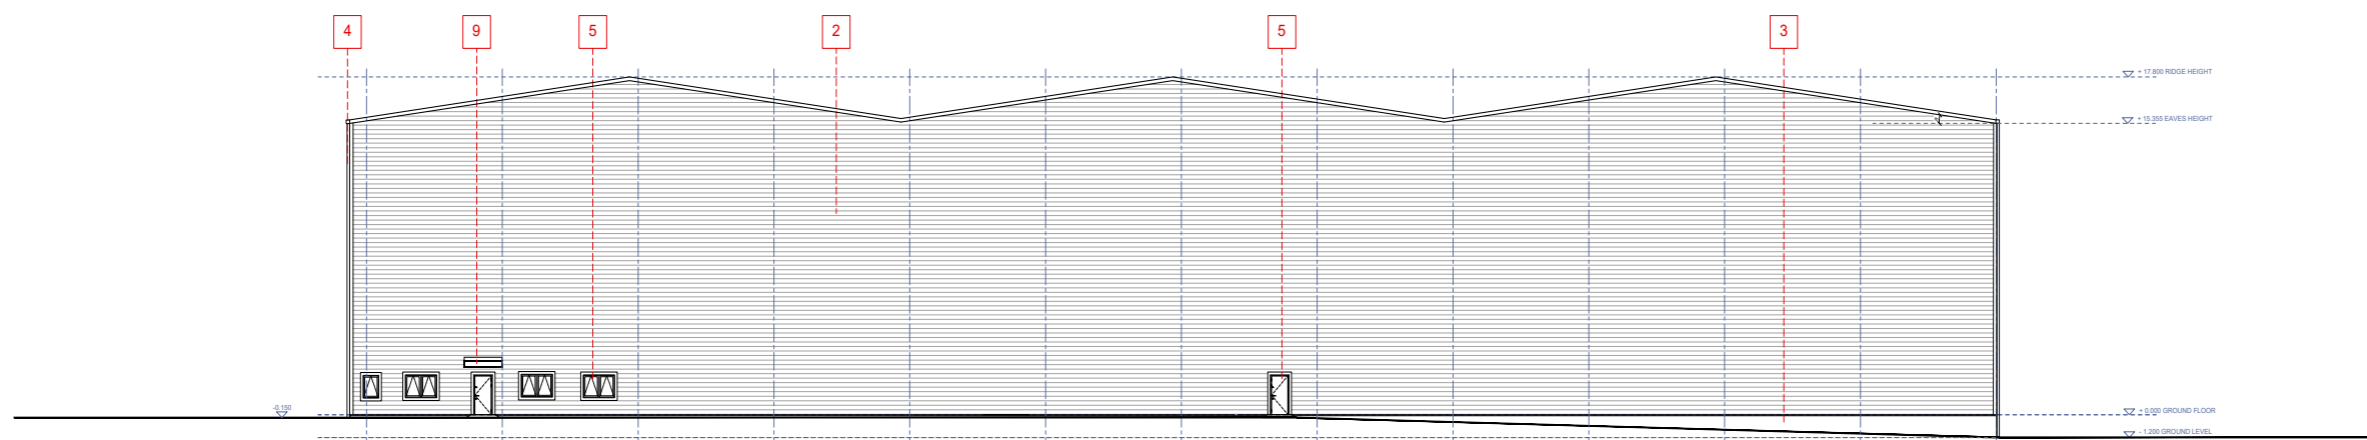 4
9
5
2
5
3
+ 17.800 RIDGE HEIGHT
+ 15.355 EAVES HEIGHT
-0.150
+ 0.000 GROUND FLOOR
- 1.200 GROUND LEVEL